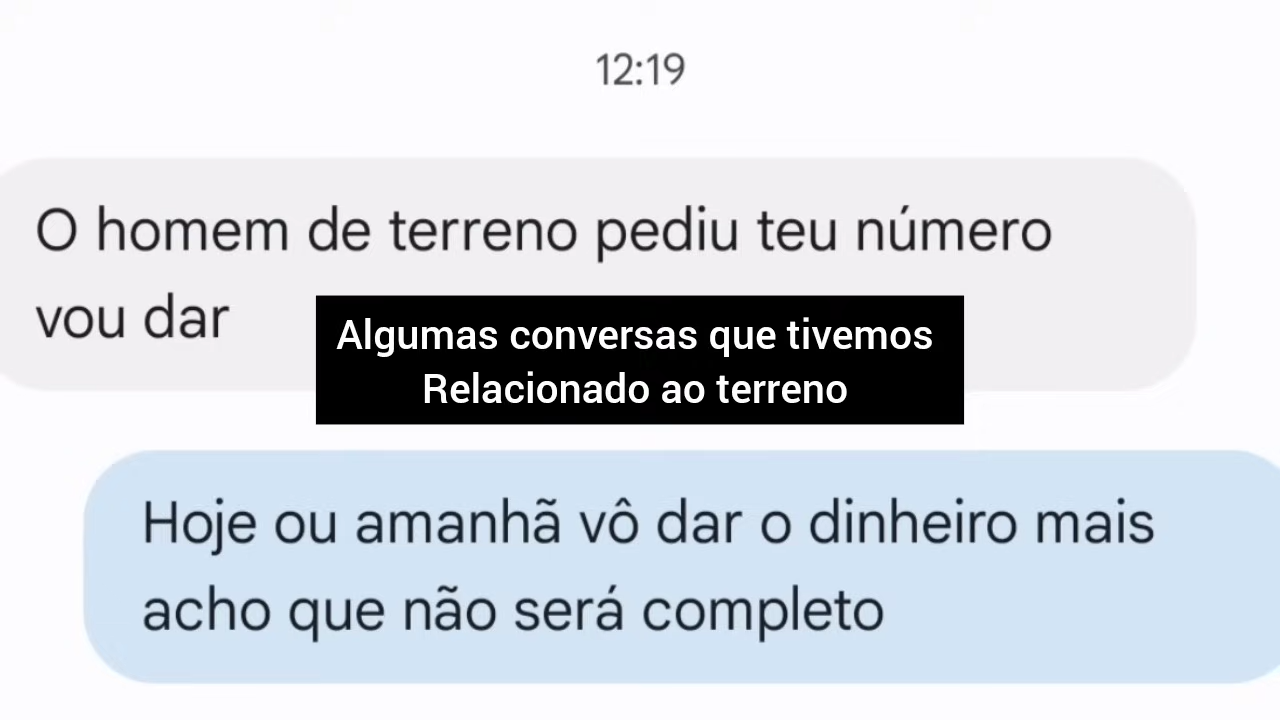 12:19
O homem de terreno pediu teu número
vou dar
Algumas conversas que tivemos
Relacionado ao terreno
Hoje ou amanhã vô dar o dinheiro mais
acho que não será completo